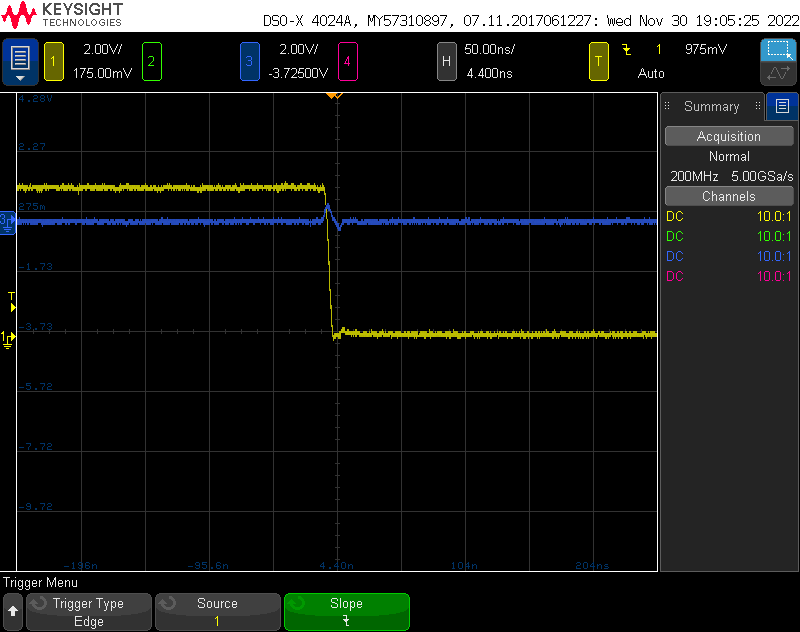 KEYSIGHT
TECHNOLOGIES
DSO-X 4024A, MY57310897, 07.11.2017061227: Wed Nov 30 19:05:25 2022
1 2.00V/ 175.00mV 2 3 2.00V/ -3.72500V 4 H 50.00ns/ 4.400ns T 1 975mV Auto
4.28V
2.27
275m
-1.73
-3.73
-5.72
-7.72
-9.72
-196n -95.6n 4.40n 104n 204ns
3
T
1
Summary
Acquisition
Normal
200MHz 5.00GSa/s
Channels
DC 10.0:1
DC 10.0:1
DC 10.0:1
DC 10.0:1
Trigger Menu
Trigger Type
Edge
Source
1
Slope